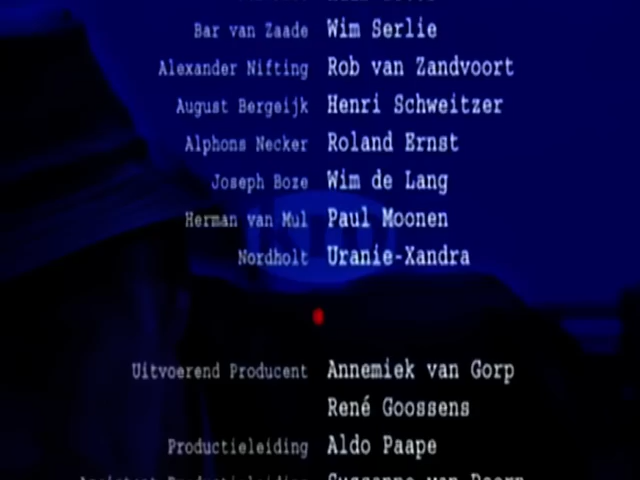 Bar van Zaade Wim Serlie
Alexander Nifting Rob van Zandvoort
August Bergeijk Henri Schweitzer
Alphons Necker Roland Ernst
Joseph Boze Wim de Lang
Herman van Mul Paul Moonen
Nordholt Uranie-Xandra
Uitvoerend Producent Annemiek van Gorp
René Goossens
Productieleiding Aldo Paape